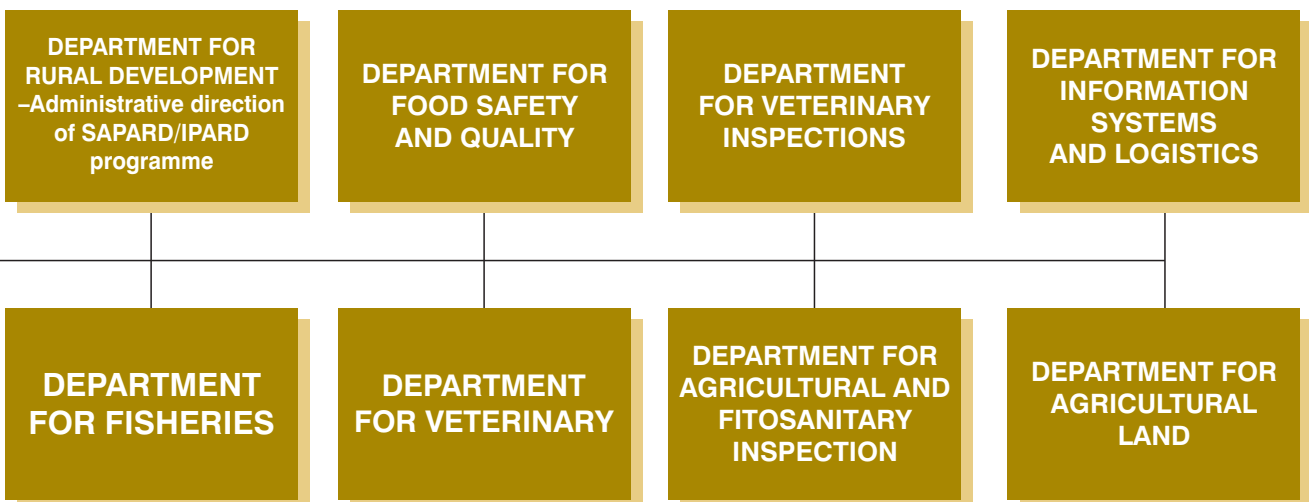 DEPARTMENT FOR
RURAL DEVELOPMENT
–Administrative direction
of SAPARD/IPARD
programme
DEPARTMENT FOR
FOOD SAFETY
AND QUALITY
DEPARTMENT
FOR VETERINARY
INSPECTIONS
DEPARTMENT FOR
INFORMATION
SYSTEMS
AND LOGISTICS
DEPARTMENT
FOR FISHERIES
DEPARTMENT
FOR VETERINARY
DEPARTMENT FOR
AGRICULTURAL AND
FITOSANITARY
INSPECTION
DEPARTMENT FOR
AGRICULTURAL
LAND